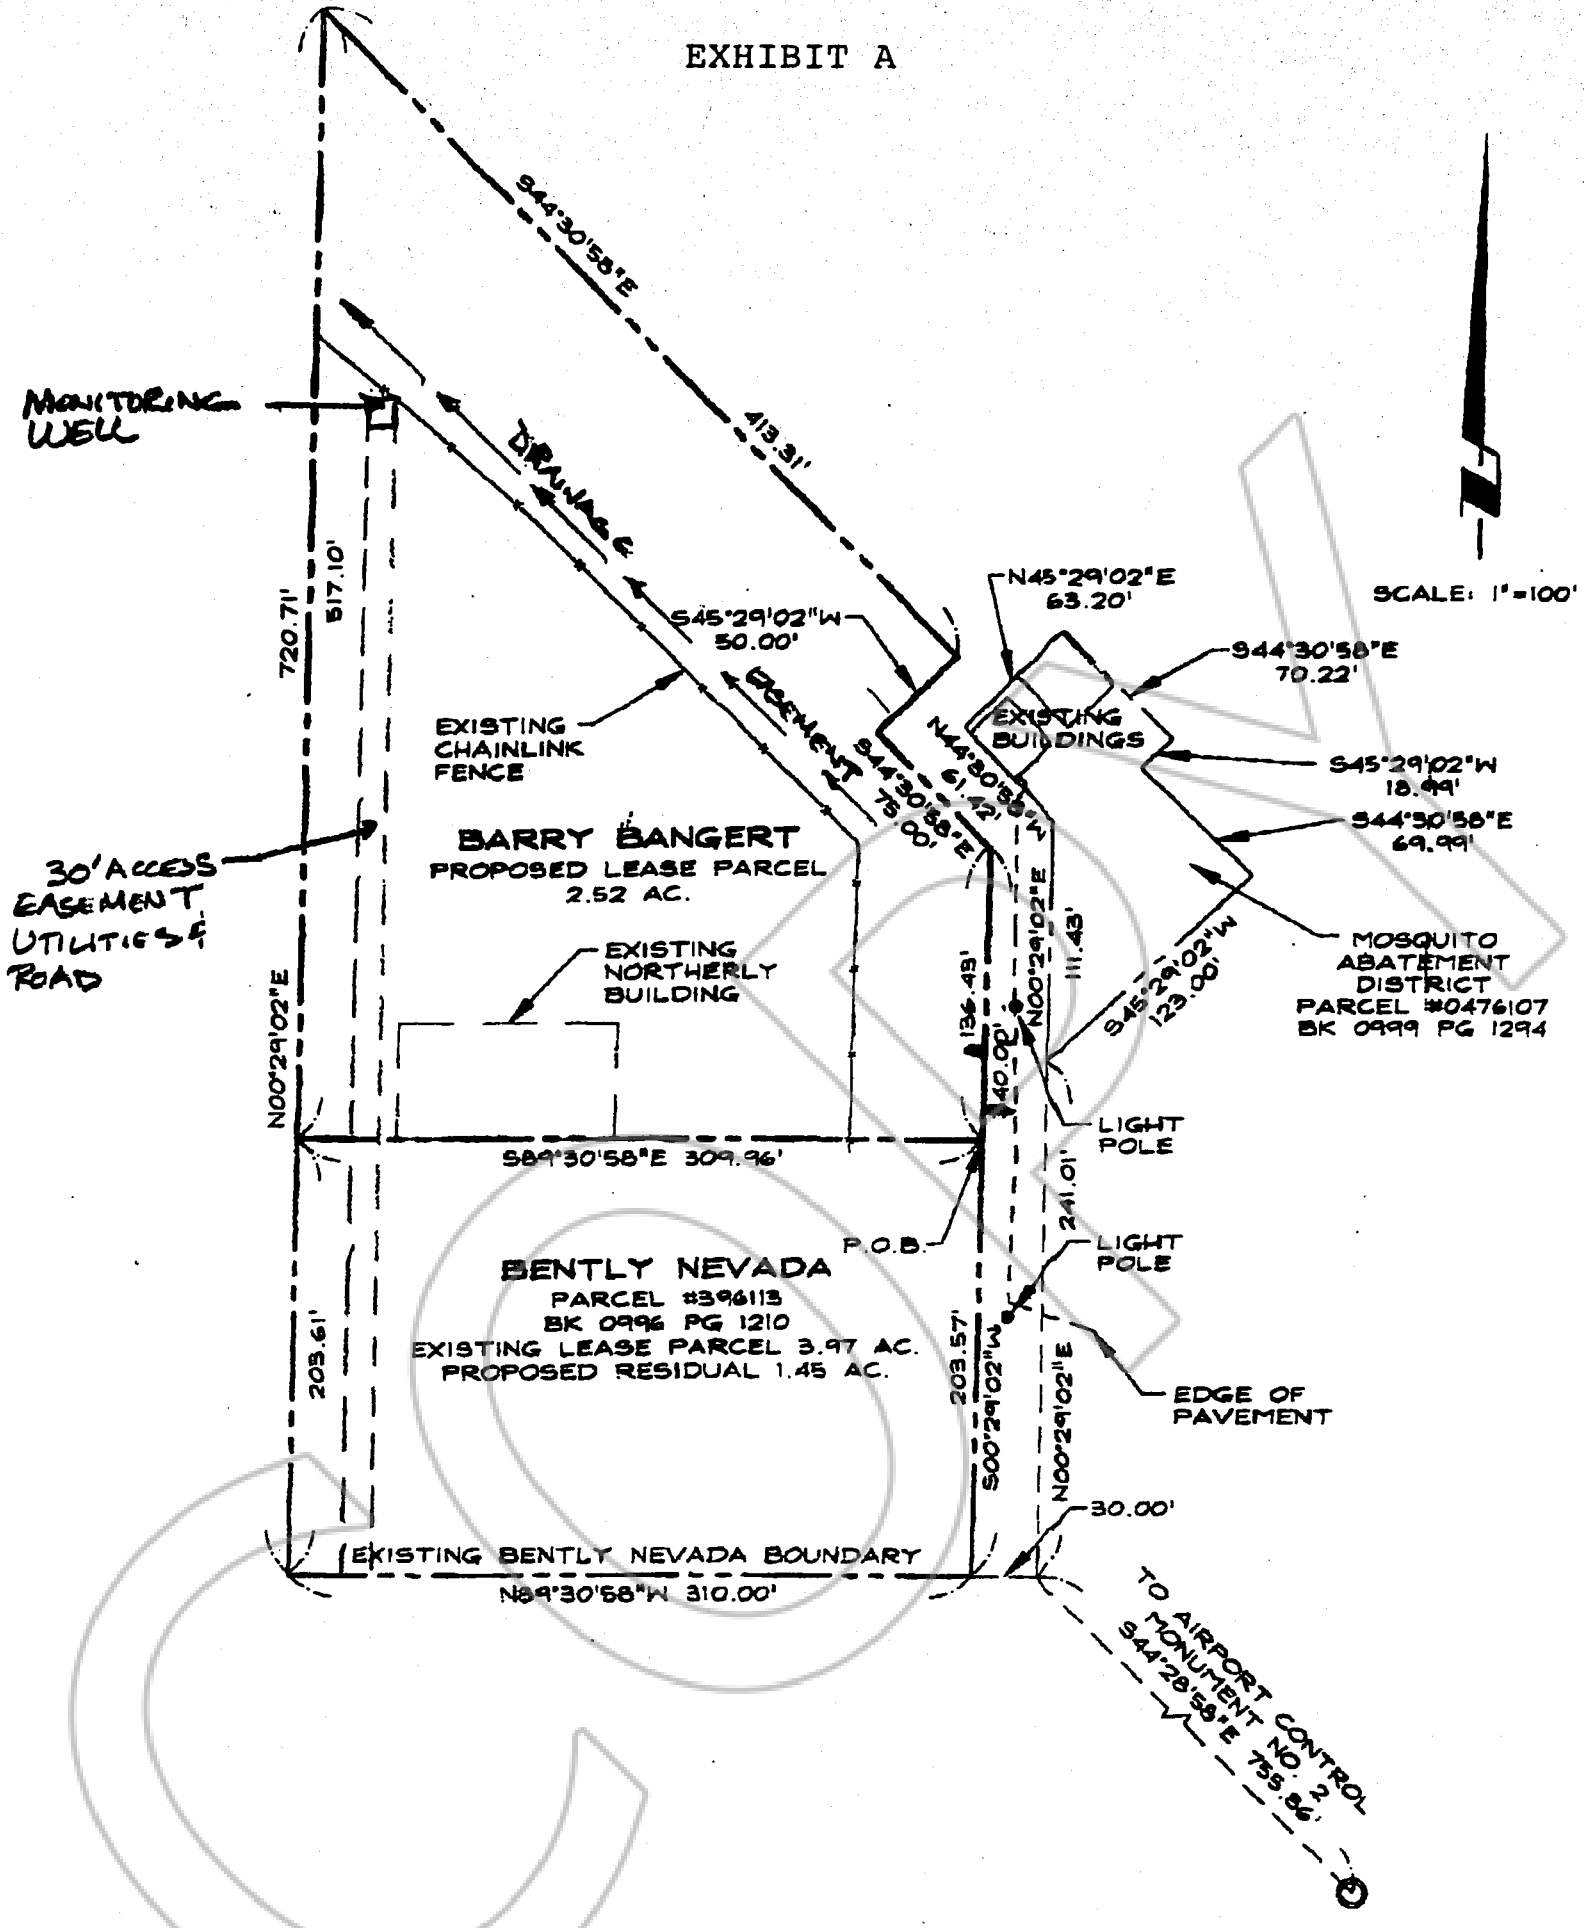 EXHIBIT A
S44°30'58"E
413.31'
MONITORING
WELL
DRAINAGE
EASEMENT
720.71'
517.10'
N45°29'02"E
63.20'
SCALE: 1"=100'
S45°29'02"W
50.00'
S44°30'58"E
70.22'
EXISTING
CHAINLINK
FENCE
EXISTING
BUILDINGS
N44°30'58"W
61.42'
S44°30'58"E
75.00'
S45°29'02"W
18.99'
S44°30'58"E
69.99'
BARRY BANGERT
PROPOSED LEASE PARCEL
2.52 AC.
30' ACCESS
EASEMENT
UTILITIES &
ROAD
N00°29'02"E
111.43'
EXISTING
NORTHERLY
BUILDING
S45°29'02"W
123.00'
MOSQUITO
ABATEMENT
DISTRICT
PARCEL #0476107
BK 0999 PG 1294
N00°29'02"E
136.49'
40.00'
LIGHT
POLE
S89°30'58"E 309.96'
241.01'
P.O.B.
LIGHT
POLE
BENTLY NEVADA
PARCEL #396113
BK 0996 PG 1210
EXISTING LEASE PARCEL 3.97 AC.
PROPOSED RESIDUAL 1.45 AC.
203.61'
203.57'
S00°29'02"W
N00°29'02"E
EDGE OF
PAVEMENT
30.00'
EXISTING BENTLY NEVADA BOUNDARY
N89°30'58"W 310.00'
TO AIRPORT CONTROL
MONUMENT NO. 2
S44°28'58"E 755.86'
COPY